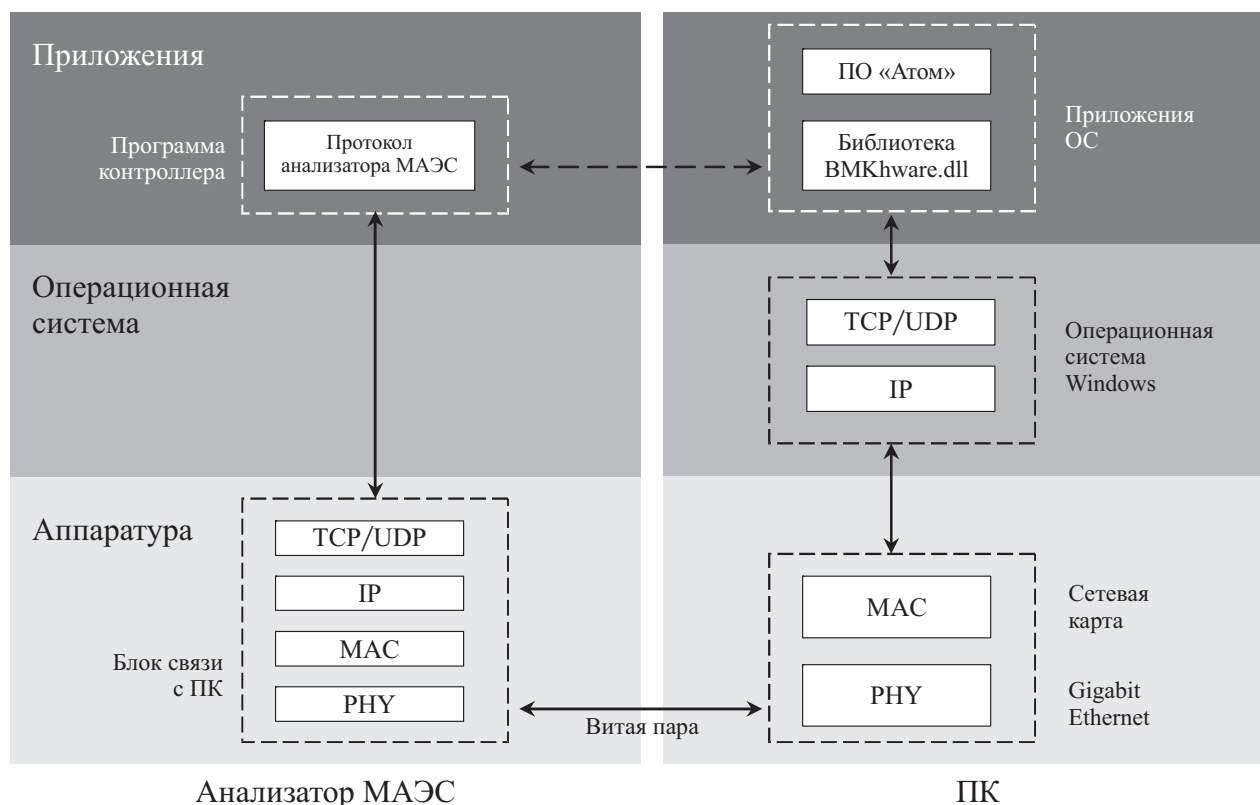 Приложения
Программа
контроллера
Протокол
анализатора МАЭС
ПО «Атом»
Библиотека
BMKhware.dll
Приложения
ОС
Операционная
система
TCP/UDP
IP
Операционная
система
Windows
Аппаратура
Блок связи
с ПК
TCP/UDP
IP
MAC
PHY
Витая пара
MAC
PHY
Сетевая
карта
Gigabit
Ethernet
Анализатор МАЭС
ПК